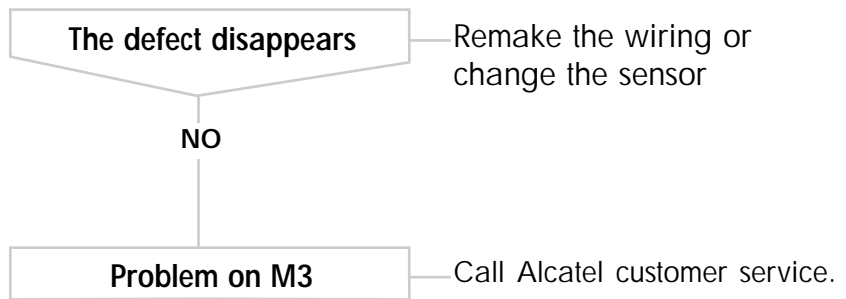 The defect disappears
Remake the wiring or
change the sensor
NO
Problem on M3
Call Alcatel customer service.